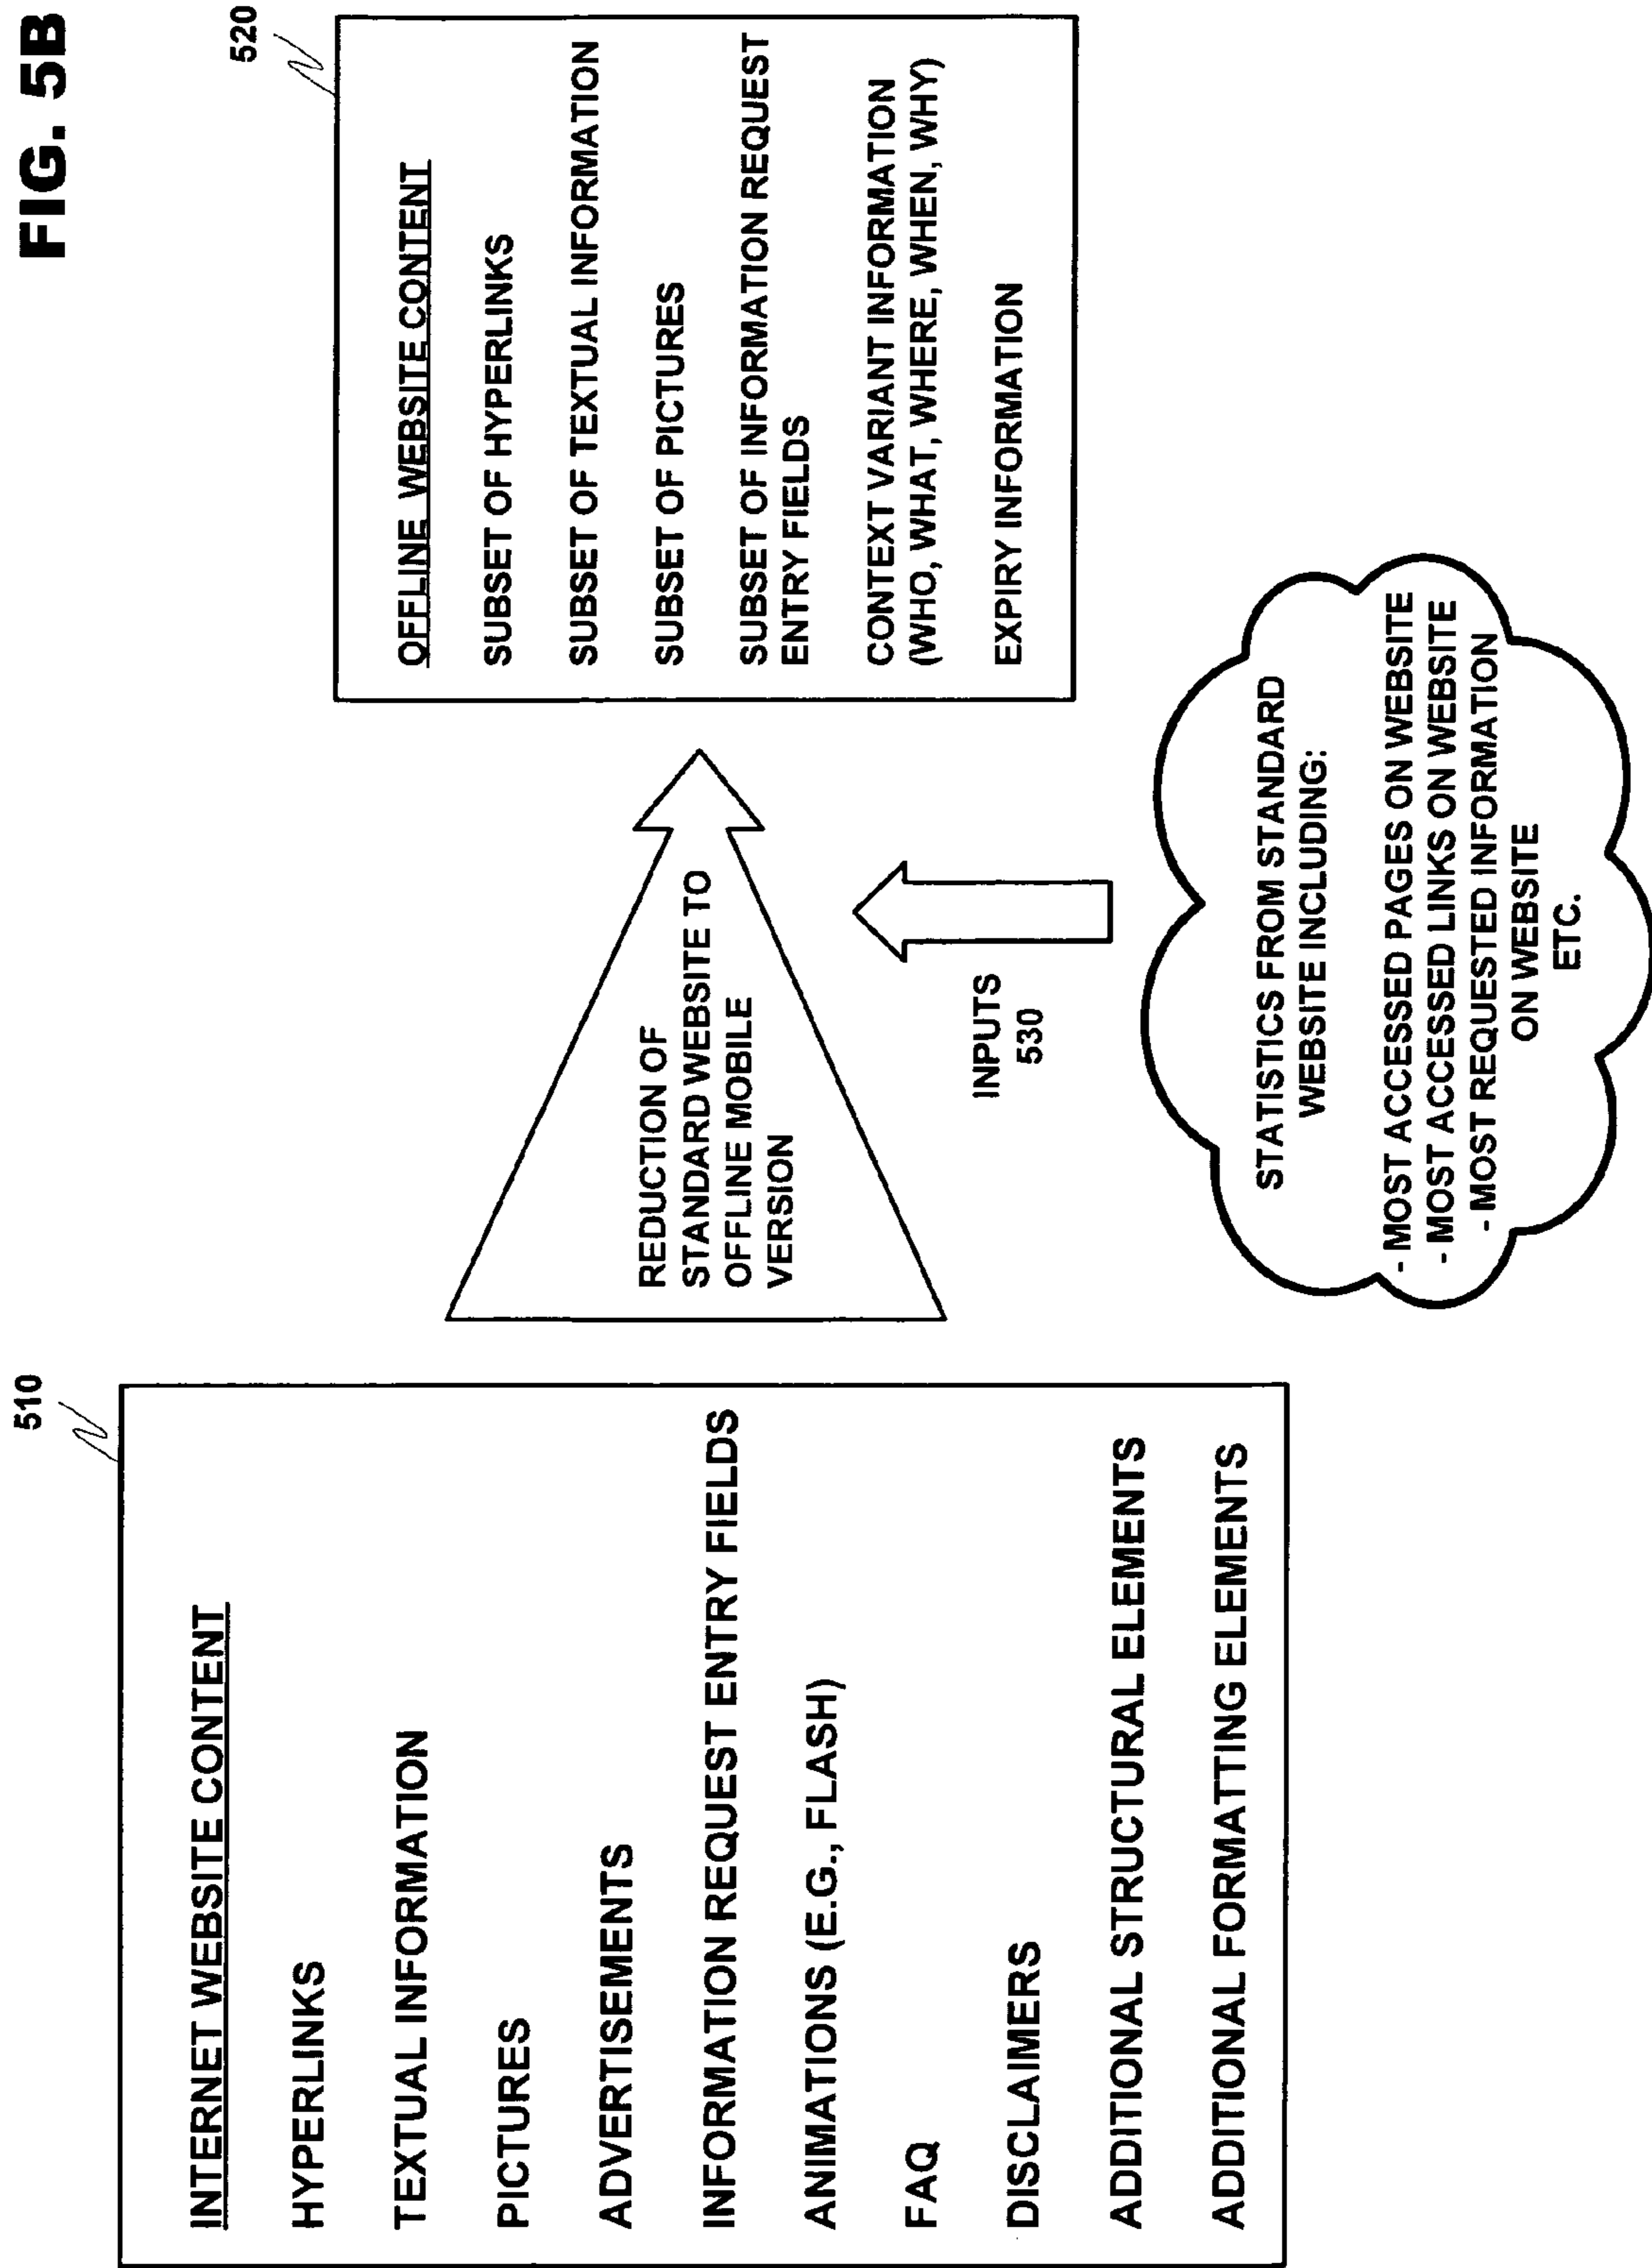 FIG. 5B
510
INTERNET WEBSITE CONTENT
HYPERLINKS
TEXTUAL INFORMATION
PICTURES
ADVERTISEMENTS
INFORMATION REQUEST ENTRY FIELDS
ANIMATIONS (E.G., FLASH)
FAQ
DISCLAIMERS
ADDITIONAL STRUCTURAL ELEMENTS
ADDITIONAL FORMATTING ELEMENTS
REDUCTION OF
STANDARD WEBSITE TO
OFFLINE MOBILE
VERSION
INPUTS
530
STATISTICS FROM STANDARD
WEBSITE INCLUDING:
- MOST ACCESSED PAGES ON WEBSITE
- MOST ACCESSED LINKS ON WEBSITE
- MOST REQUESTED INFORMATION
ON WEBSITE
ETC.
520
OFFLINE WEBSITE CONTENT
SUBSET OF HYPERLINKS
SUBSET OF TEXTUAL INFORMATION
SUBSET OF PICTURES
SUBSET OF INFORMATION REQUEST
ENTRY FIELDS
CONTEXT VARIANT INFORMATION
(WHO, WHAT, WHERE, WHEN, WHY)
EXPIRY INFORMATION